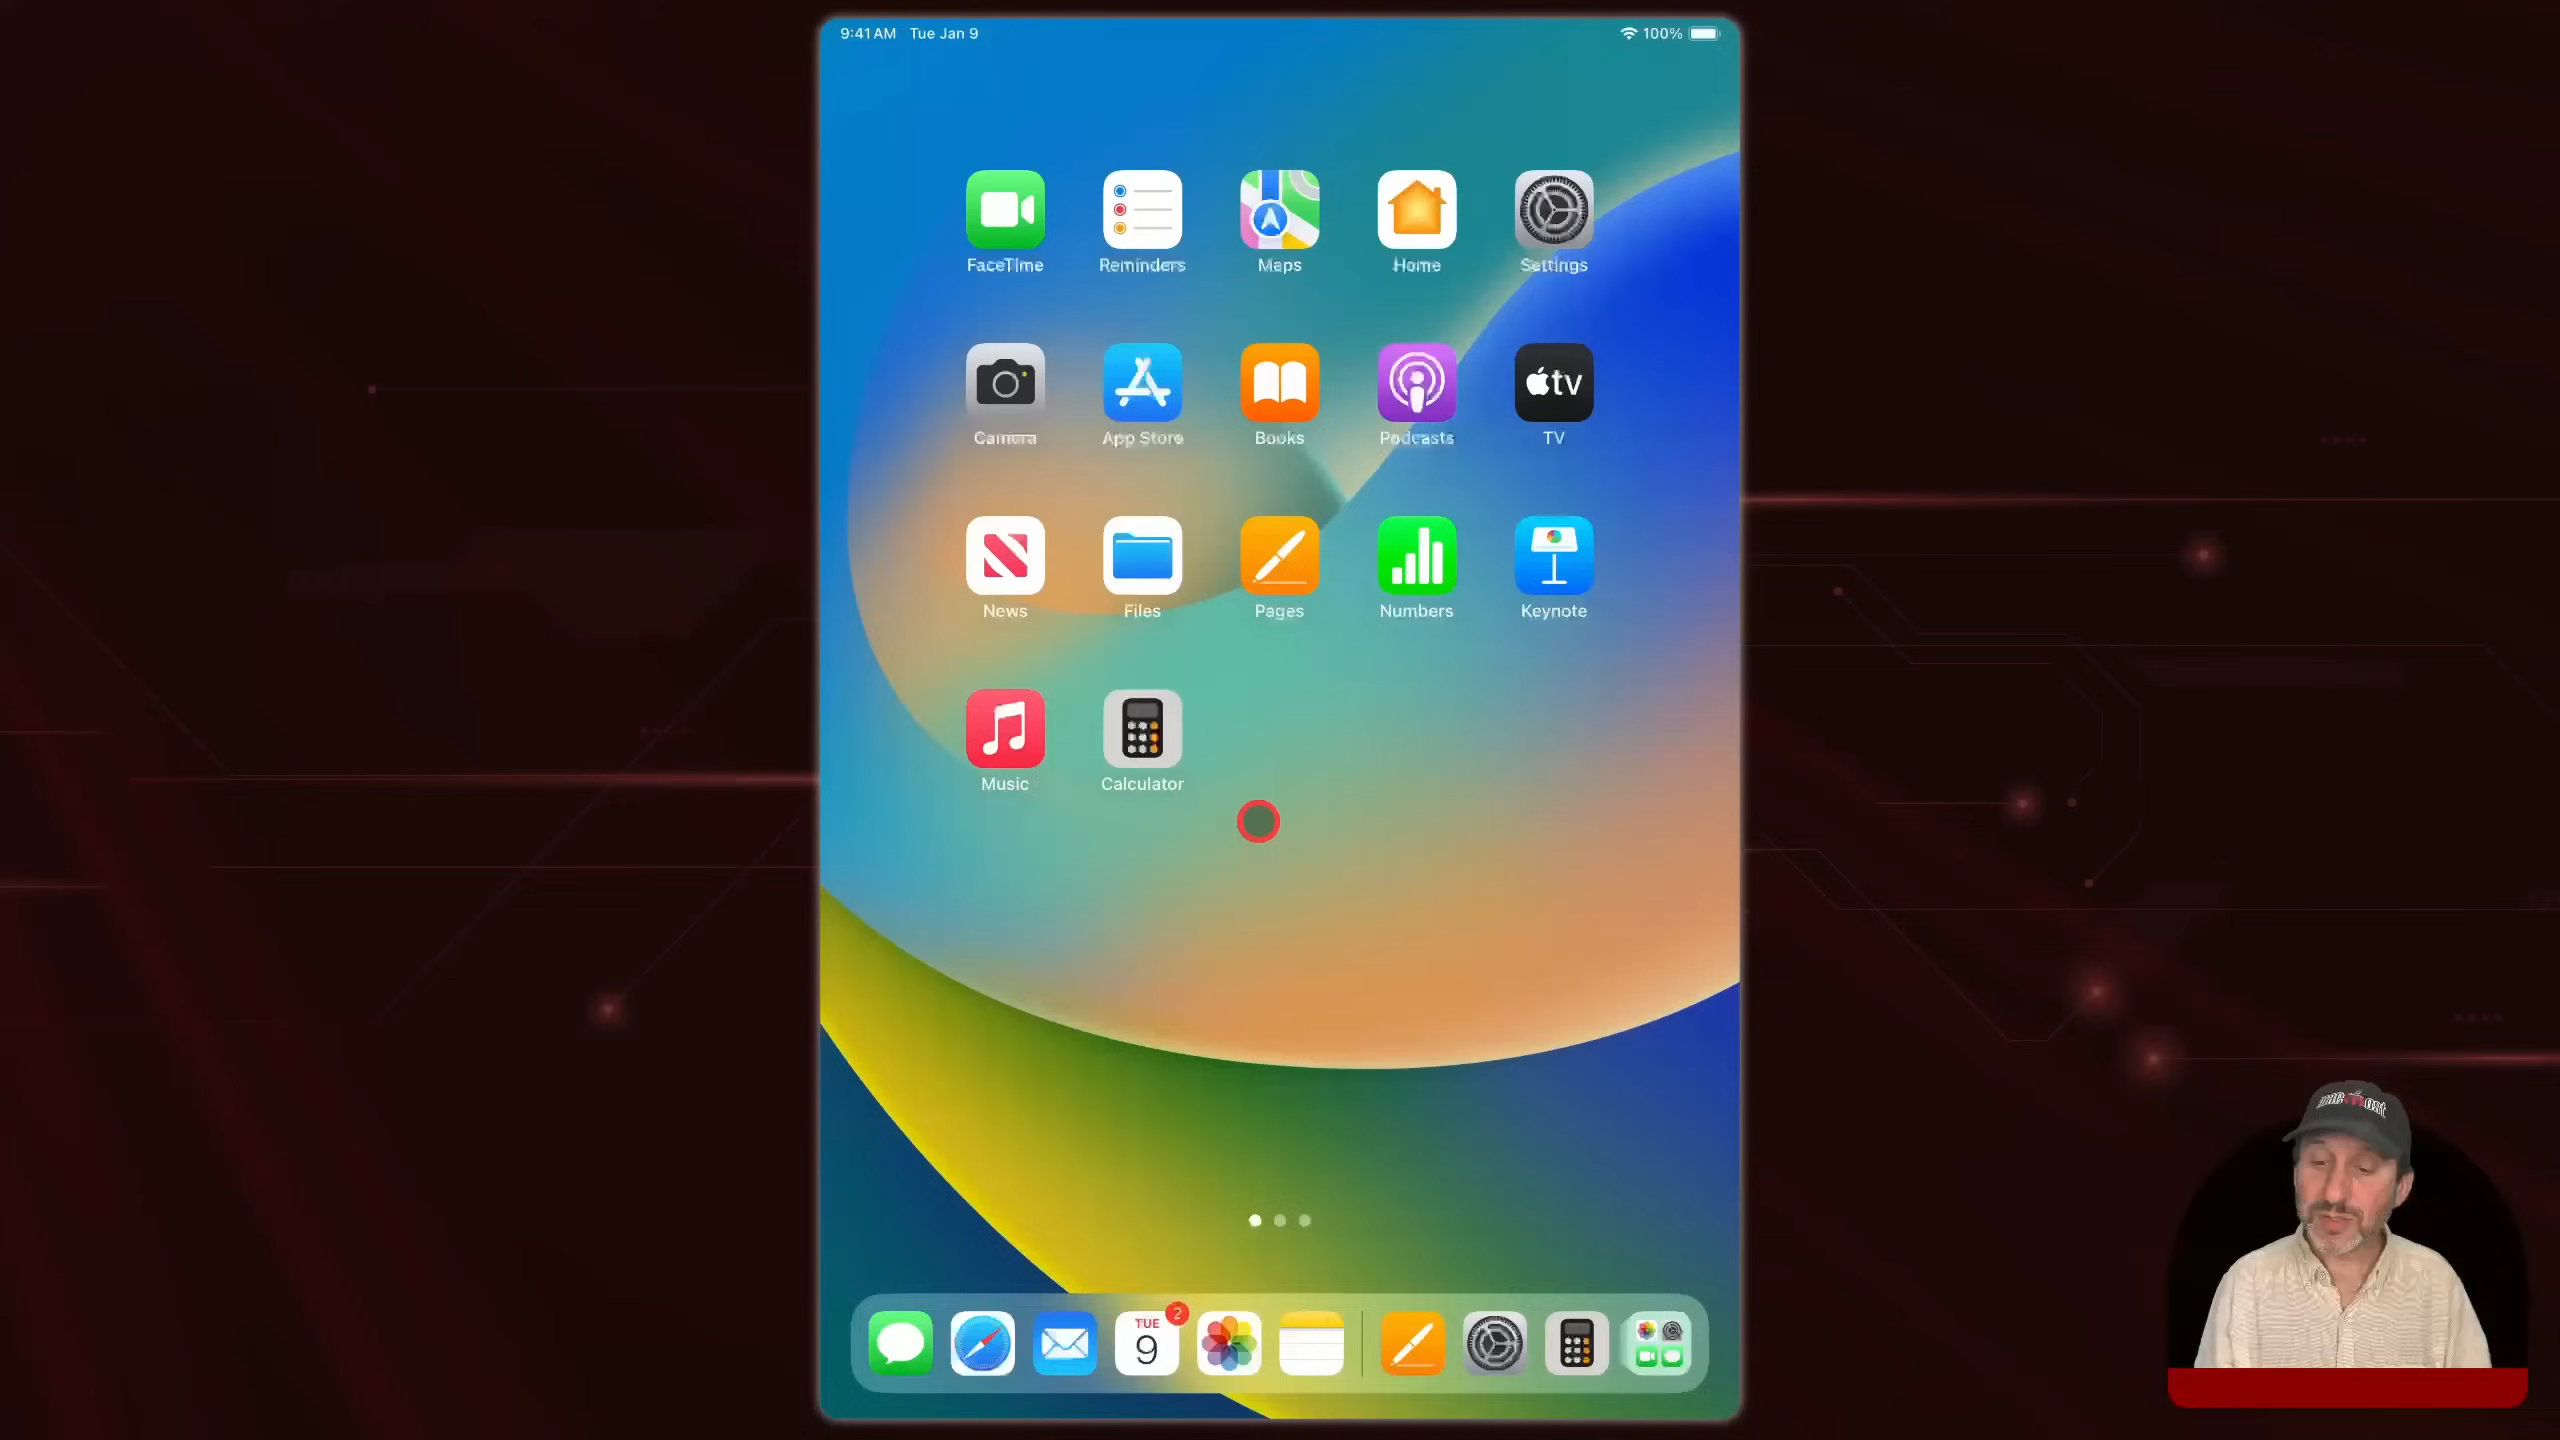 9:41 AM Tue Jan 9 100%
FaceTime Reminders Maps Home Settings
tv
Camera App Store Books Podcasts TV
News Files Pages Numbers Keynote
Music Calculator
2
TUE
9
macmost